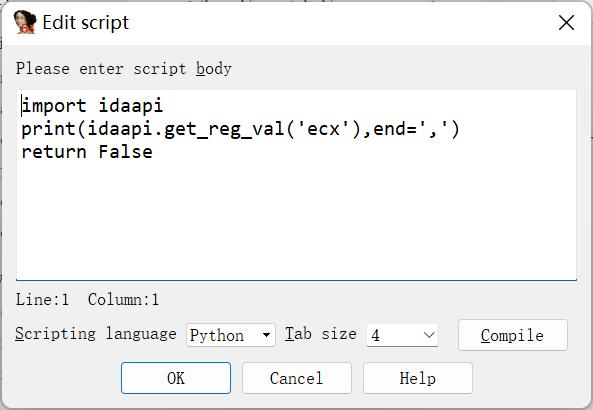 Edit script
Please enter script body
import idaapi
print(idaapi.get_reg_val('ecx'),end=',')
return False
Line:1 Column:1
Scripting language Python Tab size 4 Compile
OK Cancel Help